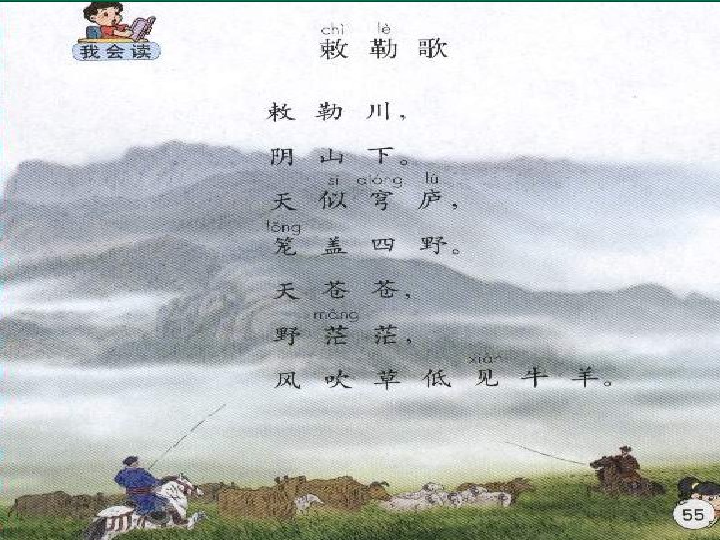 我会读
chì lè
敕勒歌
敕勒川，
阴山下。
sì qióng lú
天似穹庐，
lǒng
笼盖四野。
天苍苍，
máng
野茫茫，
xiàn
风吹草低见牛羊。
55